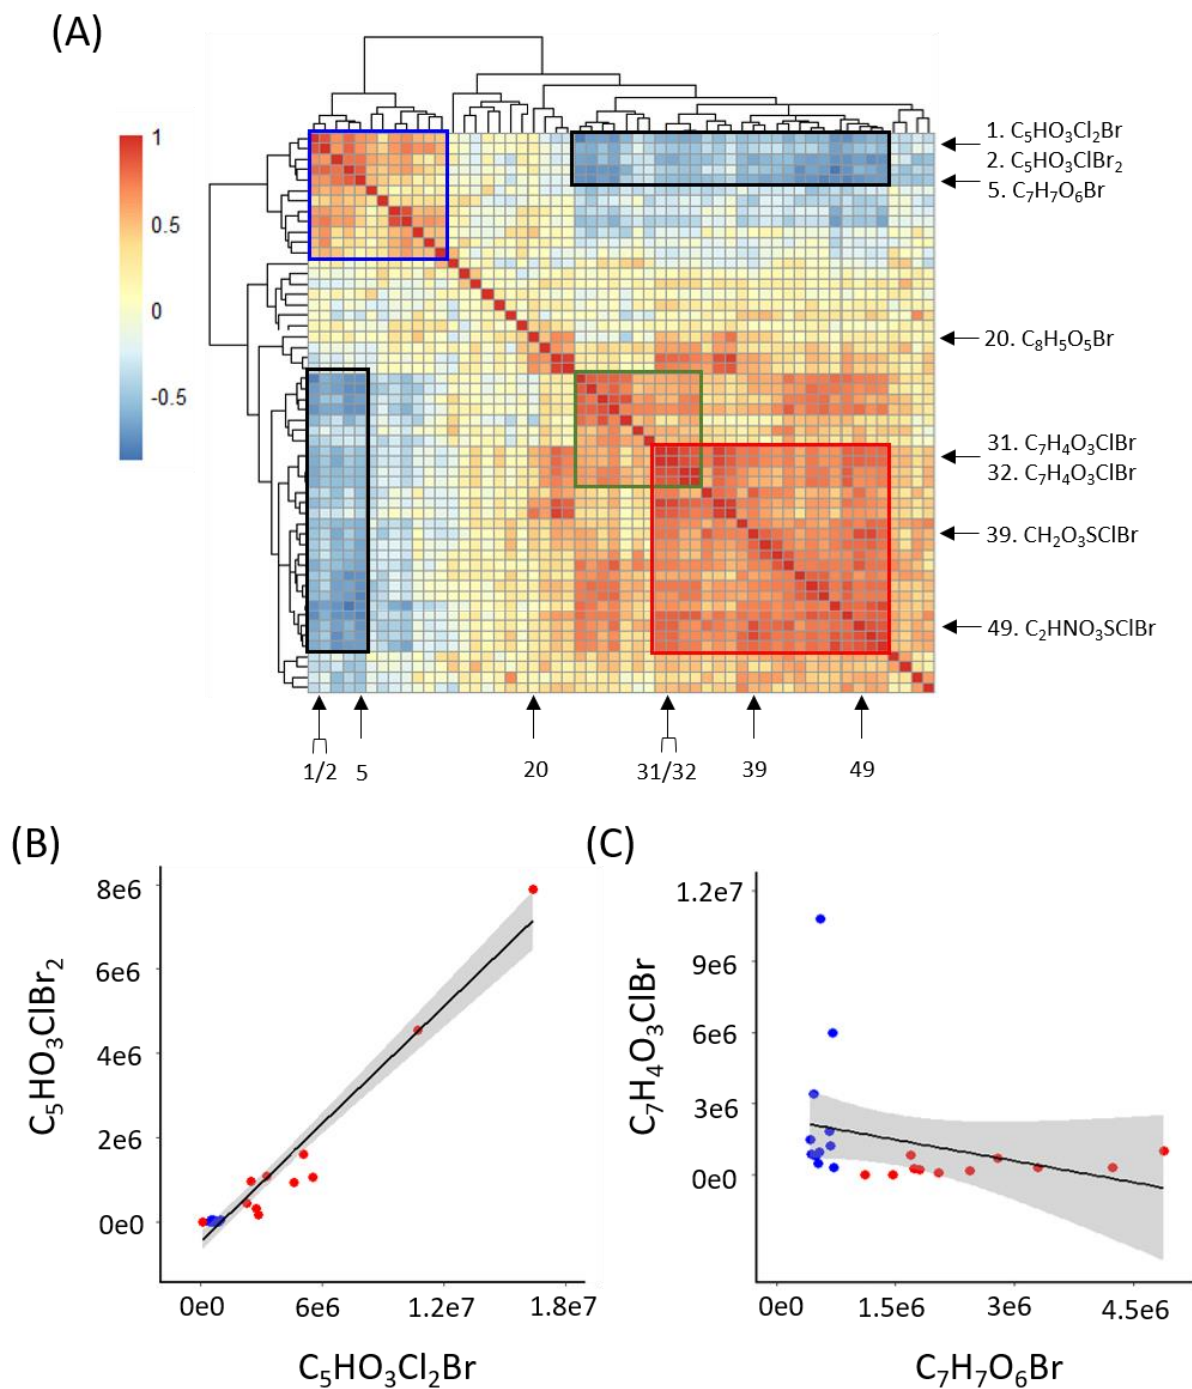 (A)
1
0.5
0
-0.5
1. C₅HO₃Cl₂Br
2. C₅HO₃ClBr₂
5. C₇H₇O₆Br
20. C₈H₅O₅Br
31. C₇H₄O₃ClBr
32. C₇H₄O₃ClBr
39. CH₂O₃SClBr
49. C₂HNO₃SClBr
1/2 5 20 31/32 39 49
(B)
8e6
6e6
4e6
2e6
0e0
C₅HO₃ClBr₂
0e0 6e6 1.2e7 1.8e7
C₅HO₃Cl₂Br
(C)
1.2e7
9e6
6e6
3e6
0e0
C₇H₄O₃ClBr
0e0 1.5e6 3e6 4.5e6
C₇H₇O₆Br